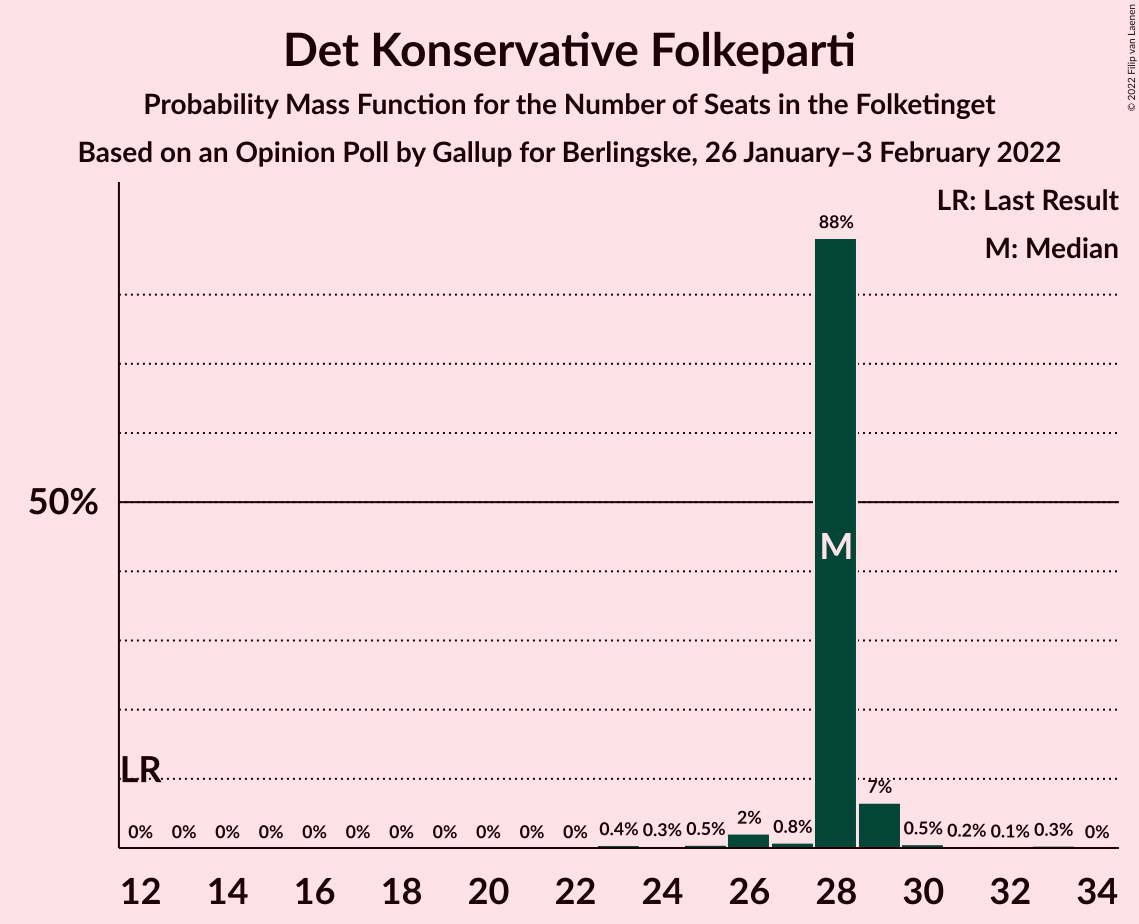 Det Konservative Folkeparti
Probability Mass Function for the Number of Seats in the Folketinget
Based on an Opinion Poll by Gallup for Berlingske, 26 January–3 February 2022
© 2022 Filip van Laenen
LR: Last Result
M: Median
88%
50%
M
LR
7%
0% 0% 0% 0% 0% 0% 0% 0% 0% 0% 0% 0.4% 0.3% 0.5% 2% 0.8% 0.5% 0.2% 0.1% 0.3% 0%
12 14 16 18 20 22 24 26 28 30 32 34